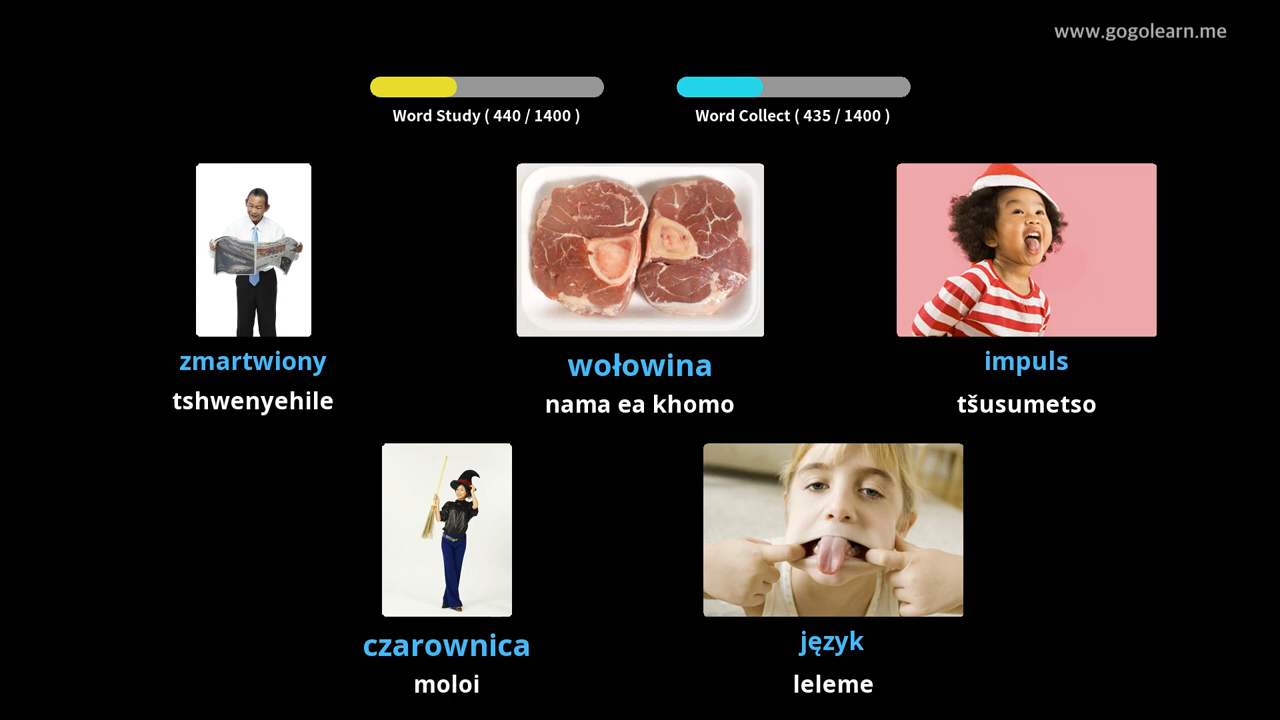 www.gogolearn.me
Word Study ( 440 / 1400 )
Word Collect ( 435 / 1400 )
zmartwiony
tshwenyehile
wołowina
nama ea khomo
impuls
tšusumetso
czarownica
moloi
język
leleme